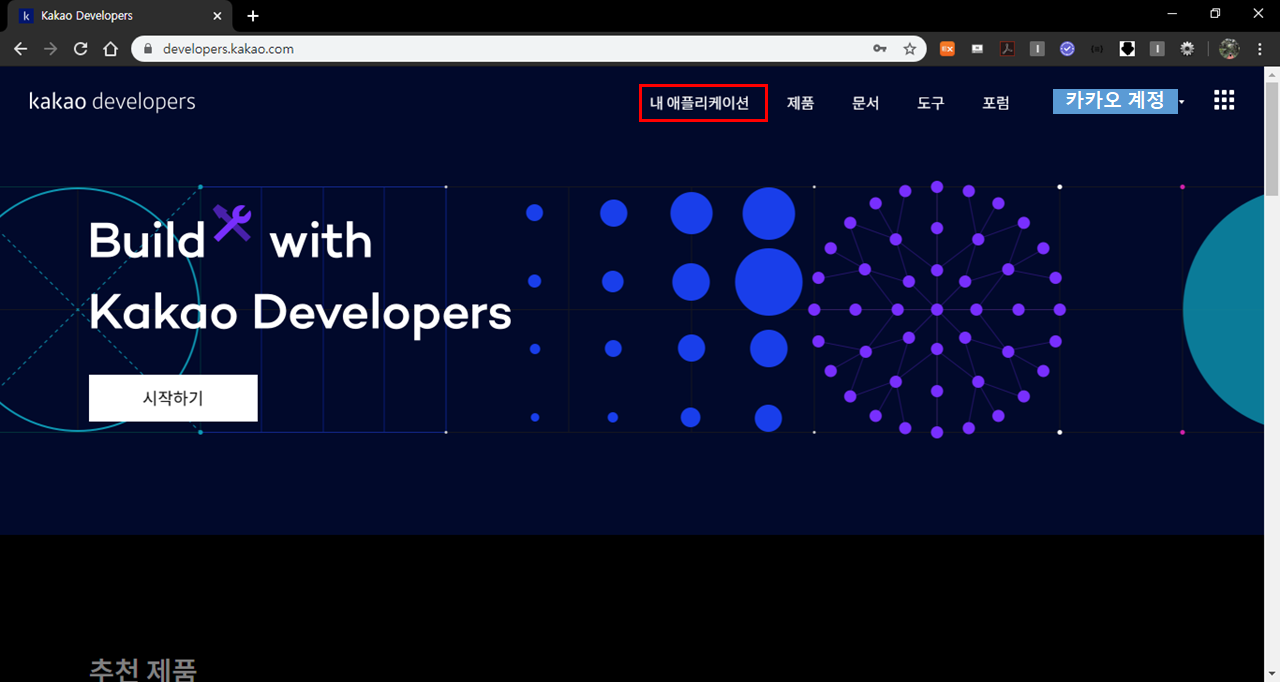 Kakao Developers
developers.kakao.com
kakao developers
내 애플리케이션 제품 문서 도구 포럼 카카오 계정
Build with
Kakao Developers
시작하기
추천 제품